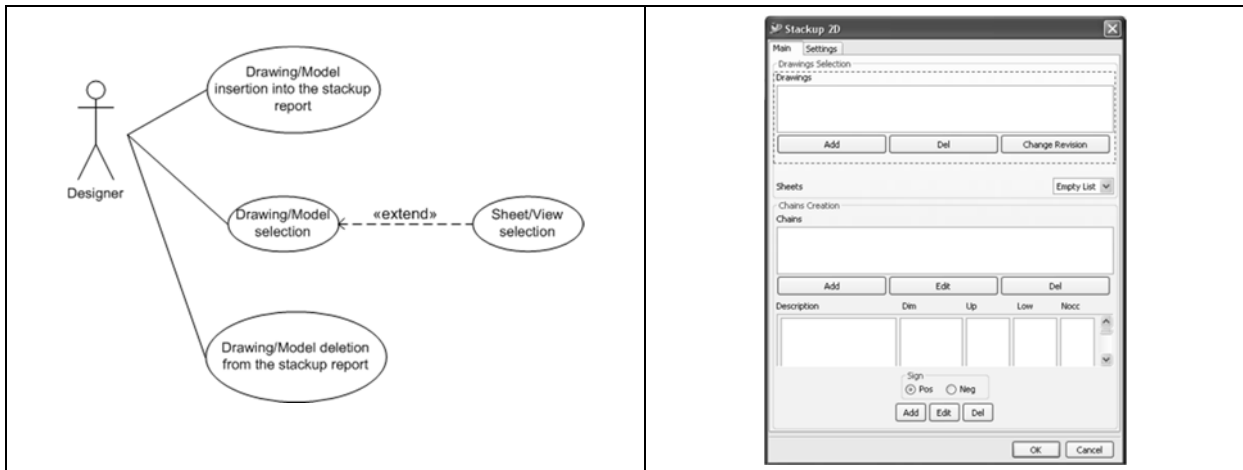 Drawing/Model
insertion into the stackup
report
Designer
Drawing/Model
selection
«extend»
Sheet/View
selection
Drawing/Model deletion
from the stackup report
Stackup 2D
Main Settings
Drawings Selection
Drawings
Add Del Change Revision
Sheets Empty List
Chains Creation
Chains
Add Edit Del
Description Dim Up Low Nocc
Sign
Pos Neg
Add Edit Del
OK Cancel